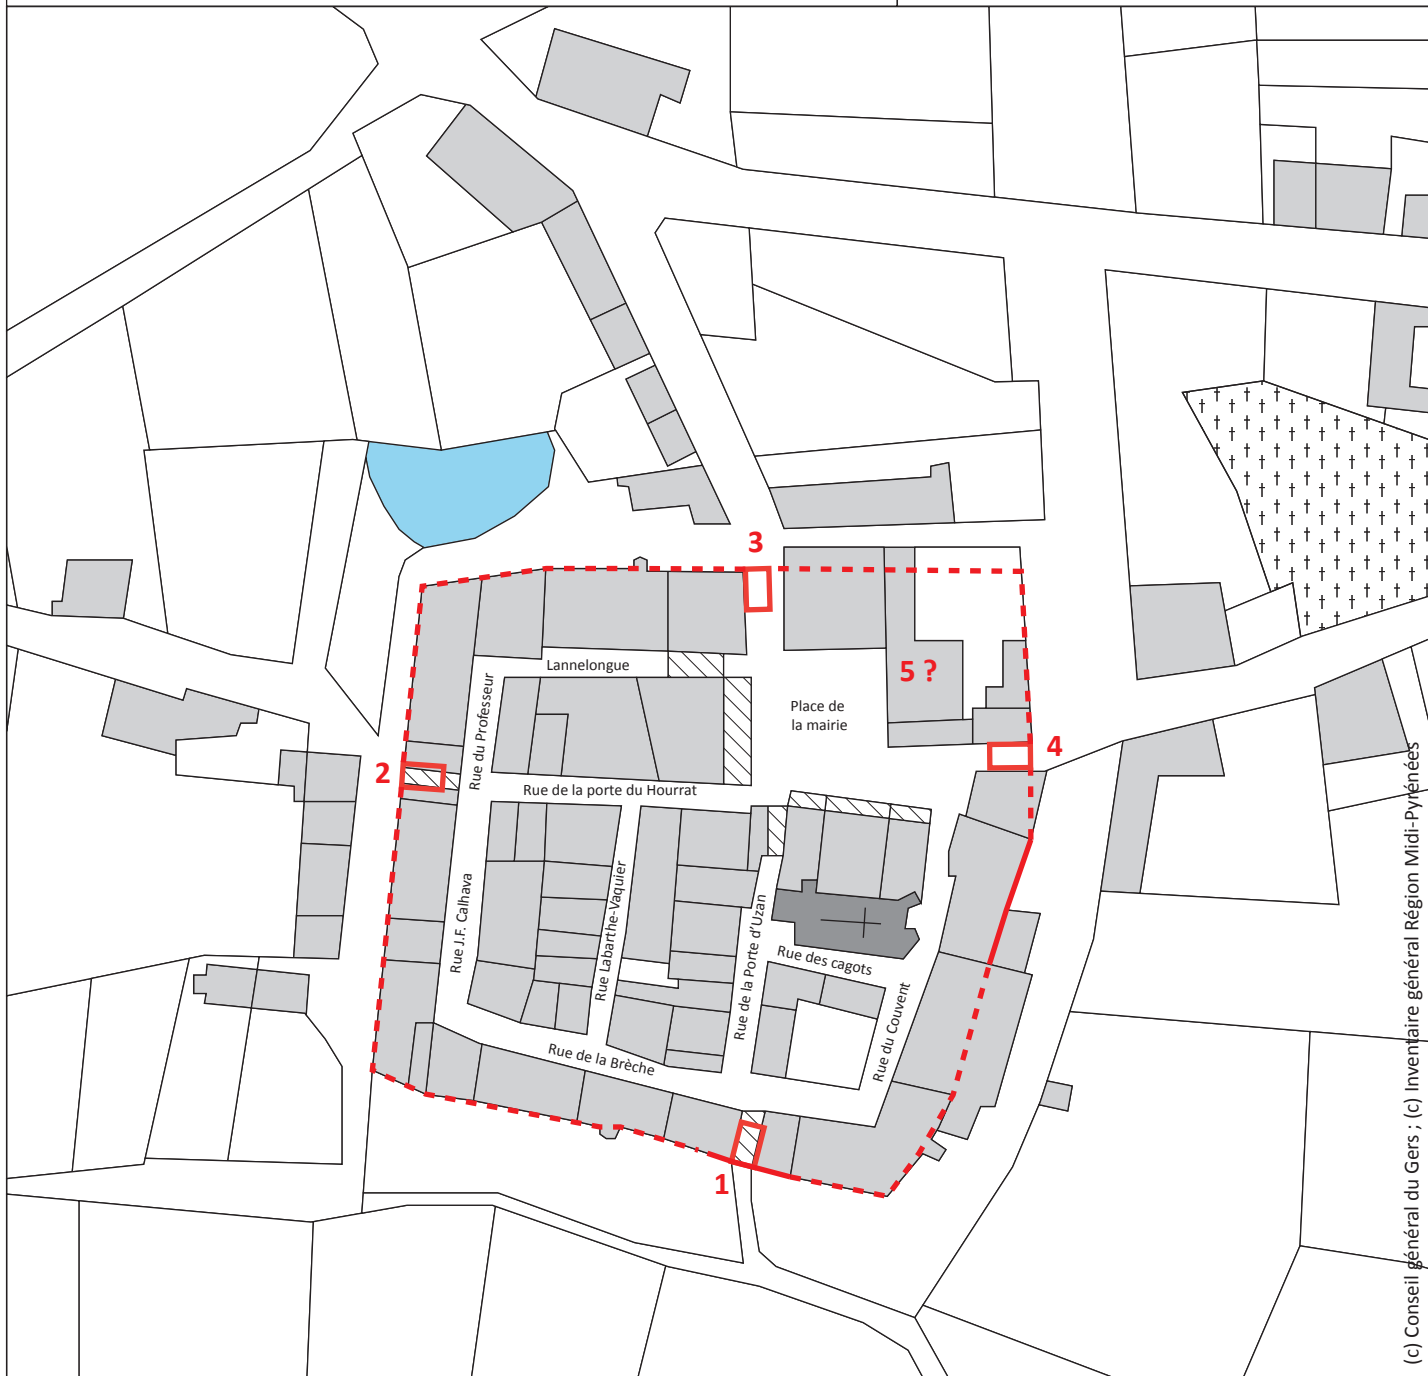 3
Lannelongue
5 ?
Place de
la mairie
4
Rue du Professeur
2
Rue de la porte du Hourrat
Rue J.F. Calhava
Rue Labarthe-Vaquier
Rue de la Porte d'Uzan
Rue des cagots
Rue du Couvent
Rue de la Brèche
1
(c) Conseil général du Gers ; (c) Inventaire général Région Midi-Pyrénées